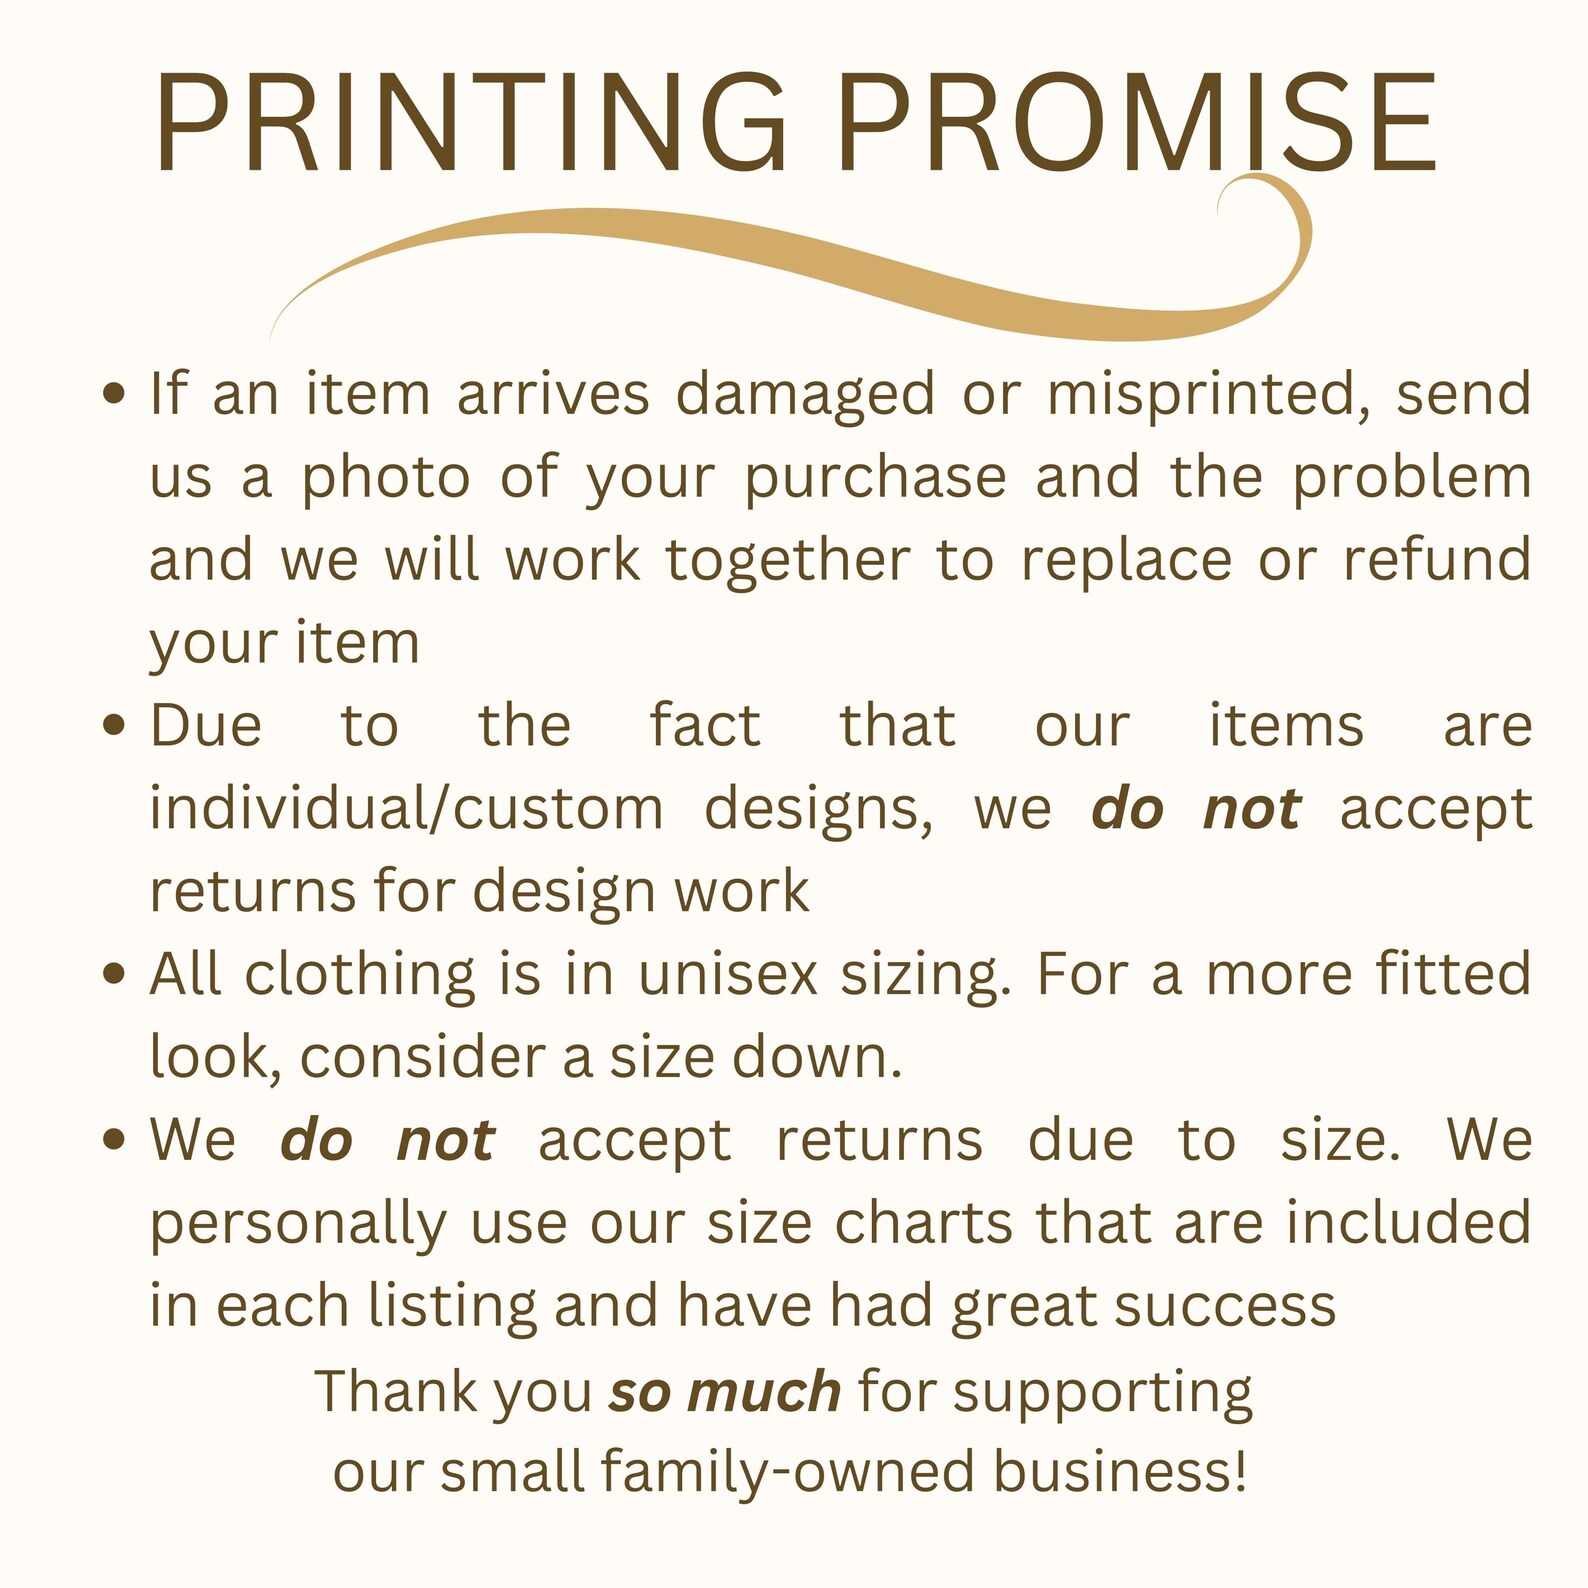 PRINTING PROMISE
• If an item arrives damaged or misprinted, send
us a photo of your purchase and the problem
and we will work together to replace or refund
your item
• Due to the fact that our items are
individual/custom designs, we do not accept
returns for design work
• All clothing is in unisex sizing. For a more fitted
look, consider a size down.
• We do not accept returns due to size. We
personally use our size charts that are included
in each listing and have had great success
Thank you so much for supporting
our small family-owned business!